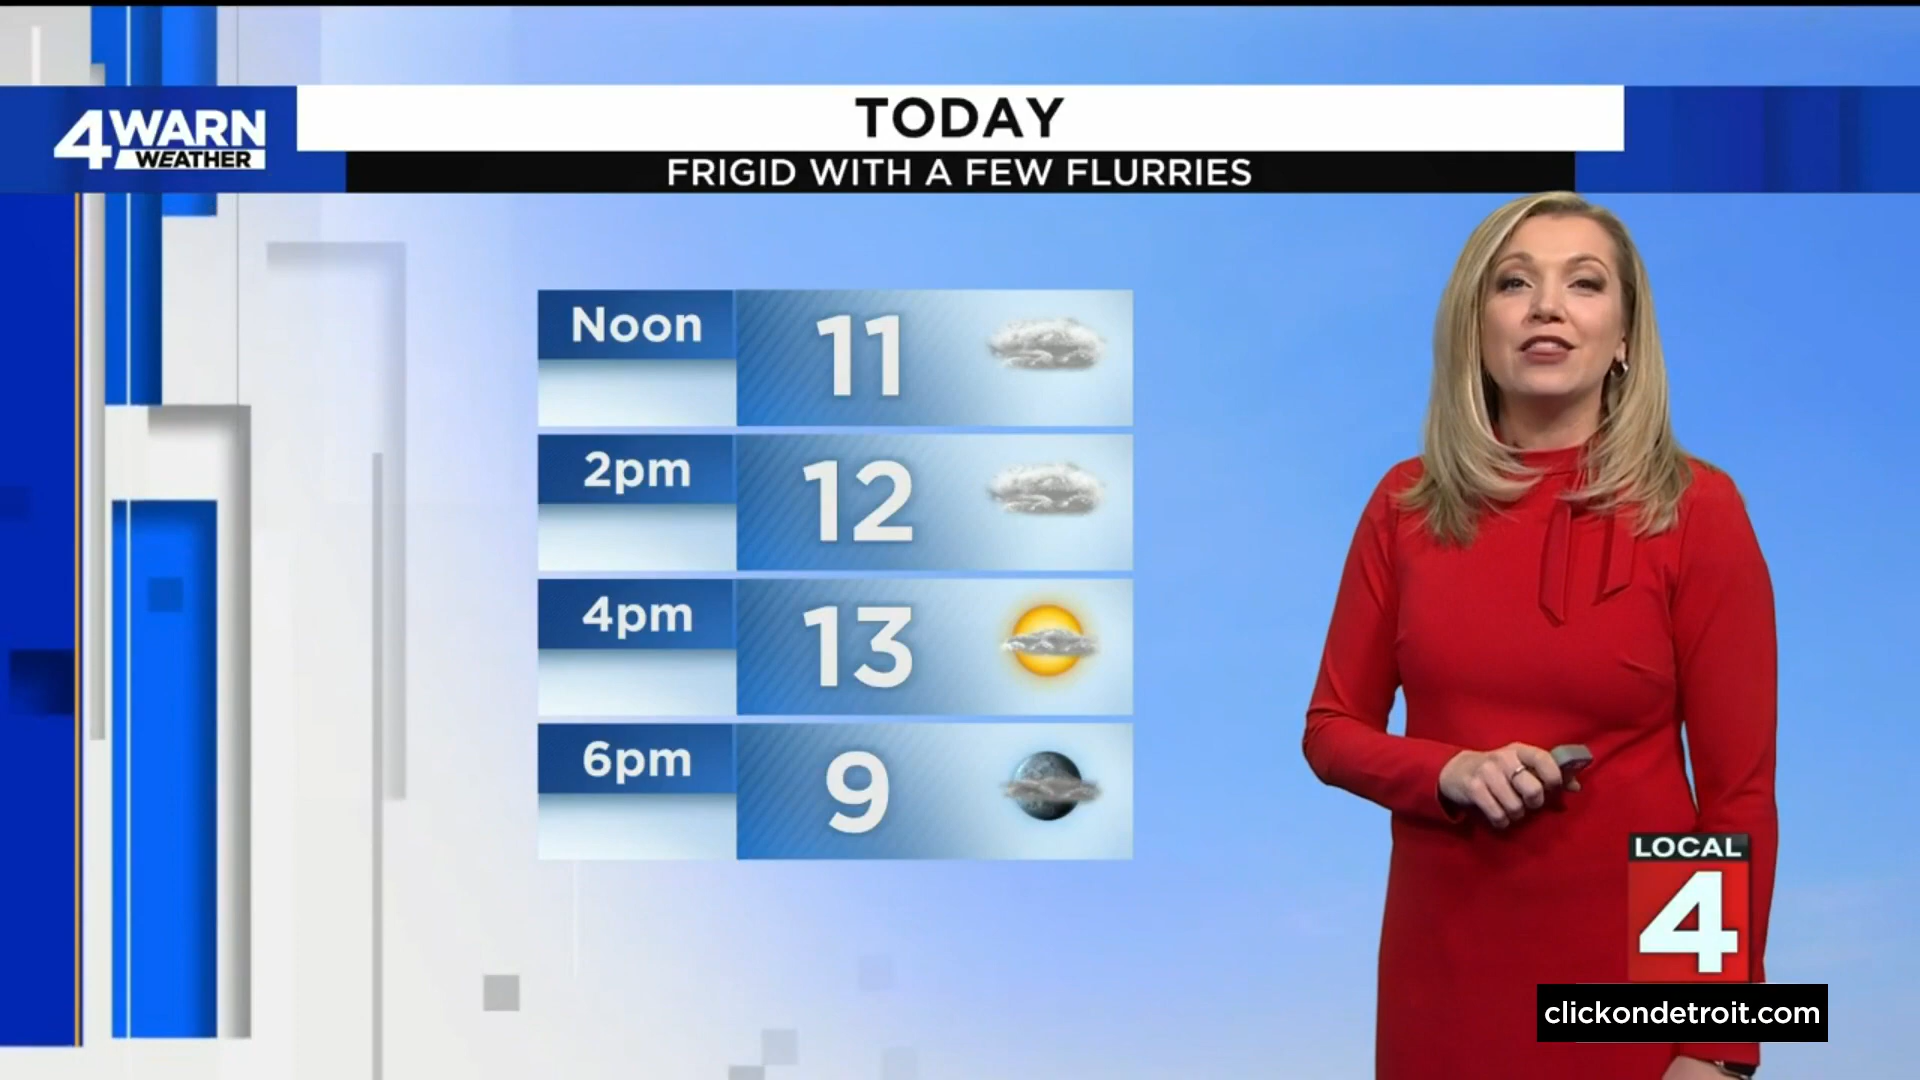 TODAY
4WARN
WEATHER
FRIGID WITH A FEW FLURRIES
Noon
11
2pm
12
4pm
13
6pm
9
LOCAL
4
clickondetroit.com